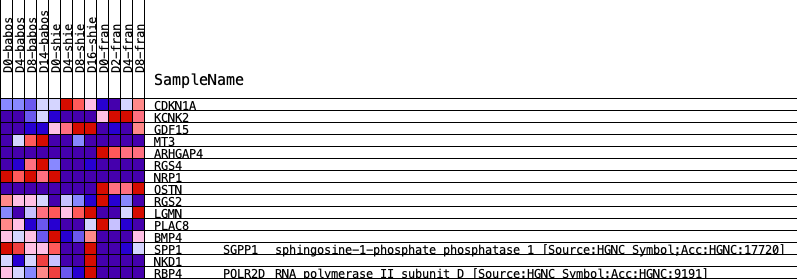 D0-babos
D4-babos
D8-babos
D14-babos
D0-shie
D4-shie
D8-shie
D16-shie
D0-fran
D2-fran
D4-fran
D8-fran
SampleName
CDKN1A
KCNK2
GDF15
MT3
ARHGAP4
RGS4
NRP1
OSTN
RGS2
LGMN
PLAC8
BMP4
SPP1 SGPP1 sphingosine-1-phosphate phosphatase 1 [Source:HGNC Symbol;Acc:HGNC:17720]
NKD1
RBP4 POLR2D RNA polymerase II subunit D [Source:HGNC Symbol;Acc:HGNC:9191]